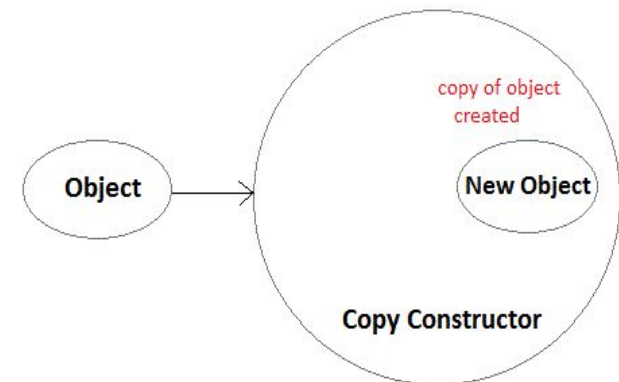 copy of object
created
Object
New Object
Copy Constructor